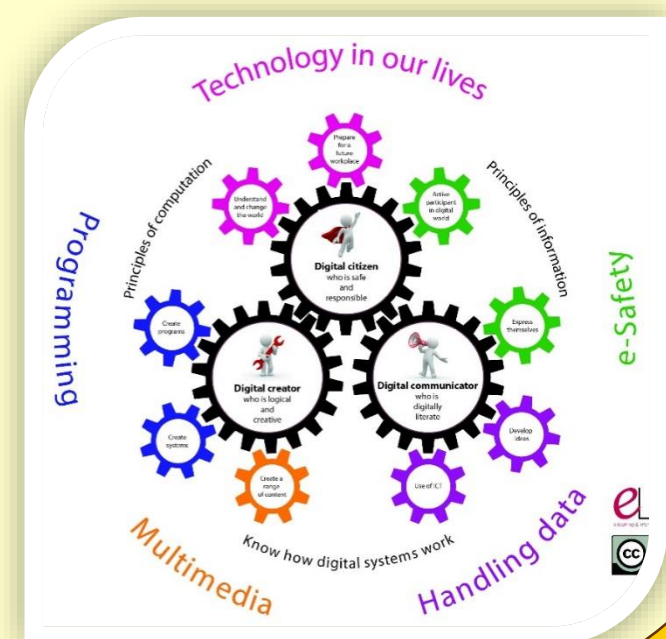 Technology in our lives
Prepare
for a
future
workplace
Understand
and change
the world
Active
participant
in digital
world
Principles of computation
Principles of information
Programming
e-Safety
Digital citizen
who is safe
and
responsible
Create
programs
Express
themselves
Digital creator
who is logical
and
creative
Digital communicator
who is
digitally
literate
Create
systems
Develop
ideas
Create a
range
of content
Use of ICT
Know how digital systems work
Multimedia
Handling data
eL
cc